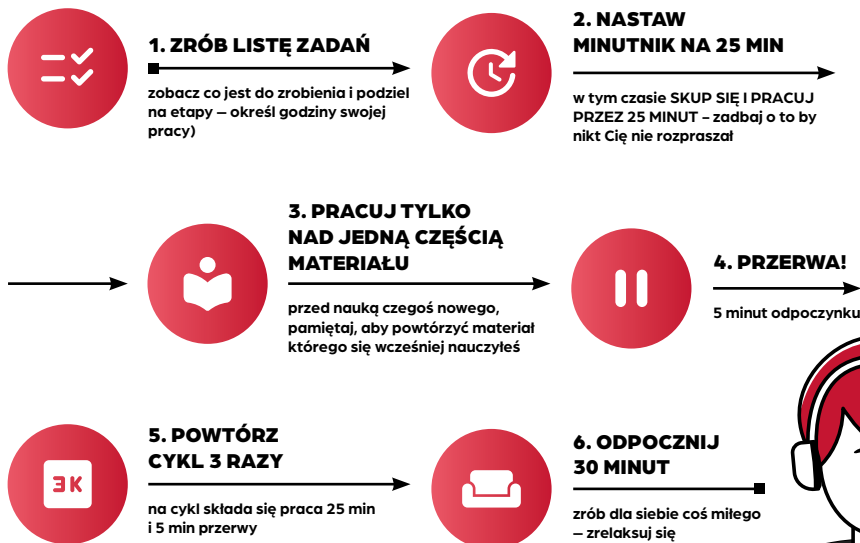 1. ZRÓB LISTĘ ZADAŃ
zobacz co jest do zrobienia i podziel
na etapy – określ godziny swojej
pracy)
2. NASTAW
MINUTNIK NA 25 MIN
w tym czasie SKUP SIĘ I PRACUJ
PRZEZ 25 MINUT – zadbaj o to by
nikt Cię nie rozpraszał
3. PRACUJ TYLKO
NAD JEDNĄ CZĘŚCIĄ
MATERIAŁU
przed nauką czegoś nowego,
pamiętaj, aby powtórzyć materiał
którego się wcześniej nauczyłeś
4. PRZERWA!
5 minut odpoczynku
3K
5. POWTÓRZ
CYKL 3 RAZY
na cykl składa się praca 25 min
i 5 min przerwy
6. ODPOCZNIJ
30 MINUT
zrób dla siebie coś miłego
– zrelaksuj się